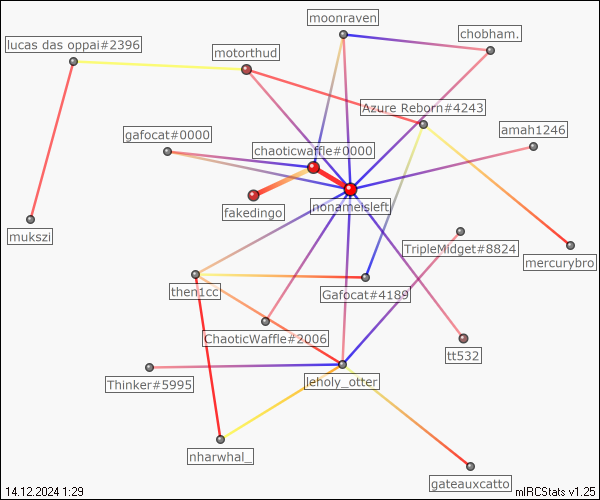 moonraven
chobham.
lucas das oppai#2396
motorthud
Azure Reborn#4243
gafocat#0000
amah1246
chaoticwaffle#0000
fakedingo
nonameisleft
mukszi
TripleMidget#8824
mercurybro
then1cc
Gafocat#4189
ChaoticWaffle#2006
tt532
Thinker#5995
leholy_otter
nharwhal_
gateauxcatto
14.12.2024 1:29
mIRCStats v1.25